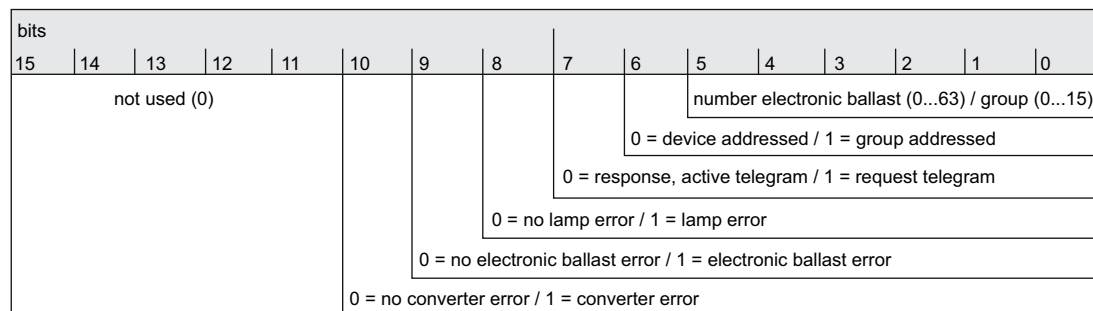 bits
15 14 13 12 11 10 9 8 7 6 5 4 3 2 1 0
not used (0) number electronic ballast (0...63) / group (0...15)
0 = device addressed / 1 = group addressed
0 = response, active telegram / 1 = request telegram
0 = no lamp error / 1 = lamp error
0 = no electronic ballast error / 1 = electronic ballast error
0 = no converter error / 1 = converter error